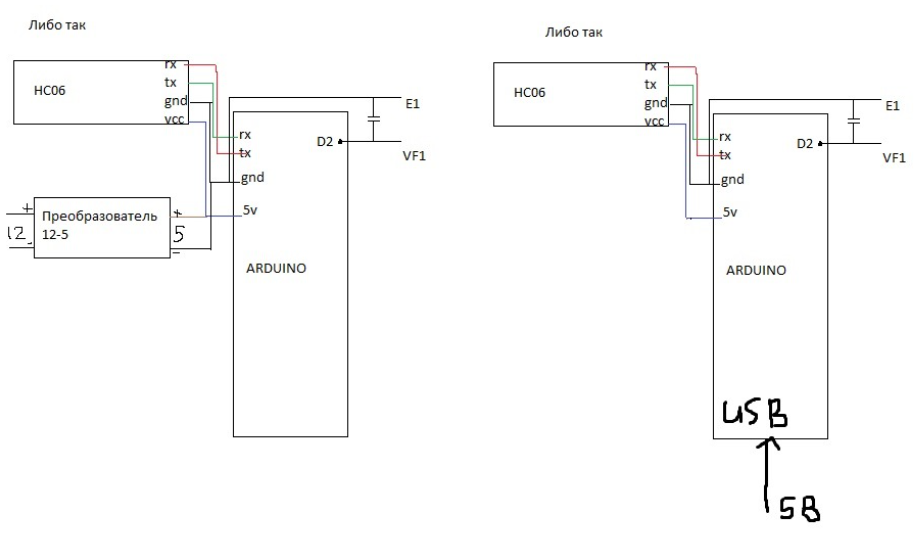 Либо так
HC06
rx
tx
gnd
vcc
E1
VF1
D2
rx
tx
gnd
5v
ARDUINO
+
12
-
Преобразователь
12-5
+
5
-
Либо так
HC06
rx
tx
gnd
vcc
E1
VF1
D2
rx
tx
gnd
5v
ARDUINO
USB
5В